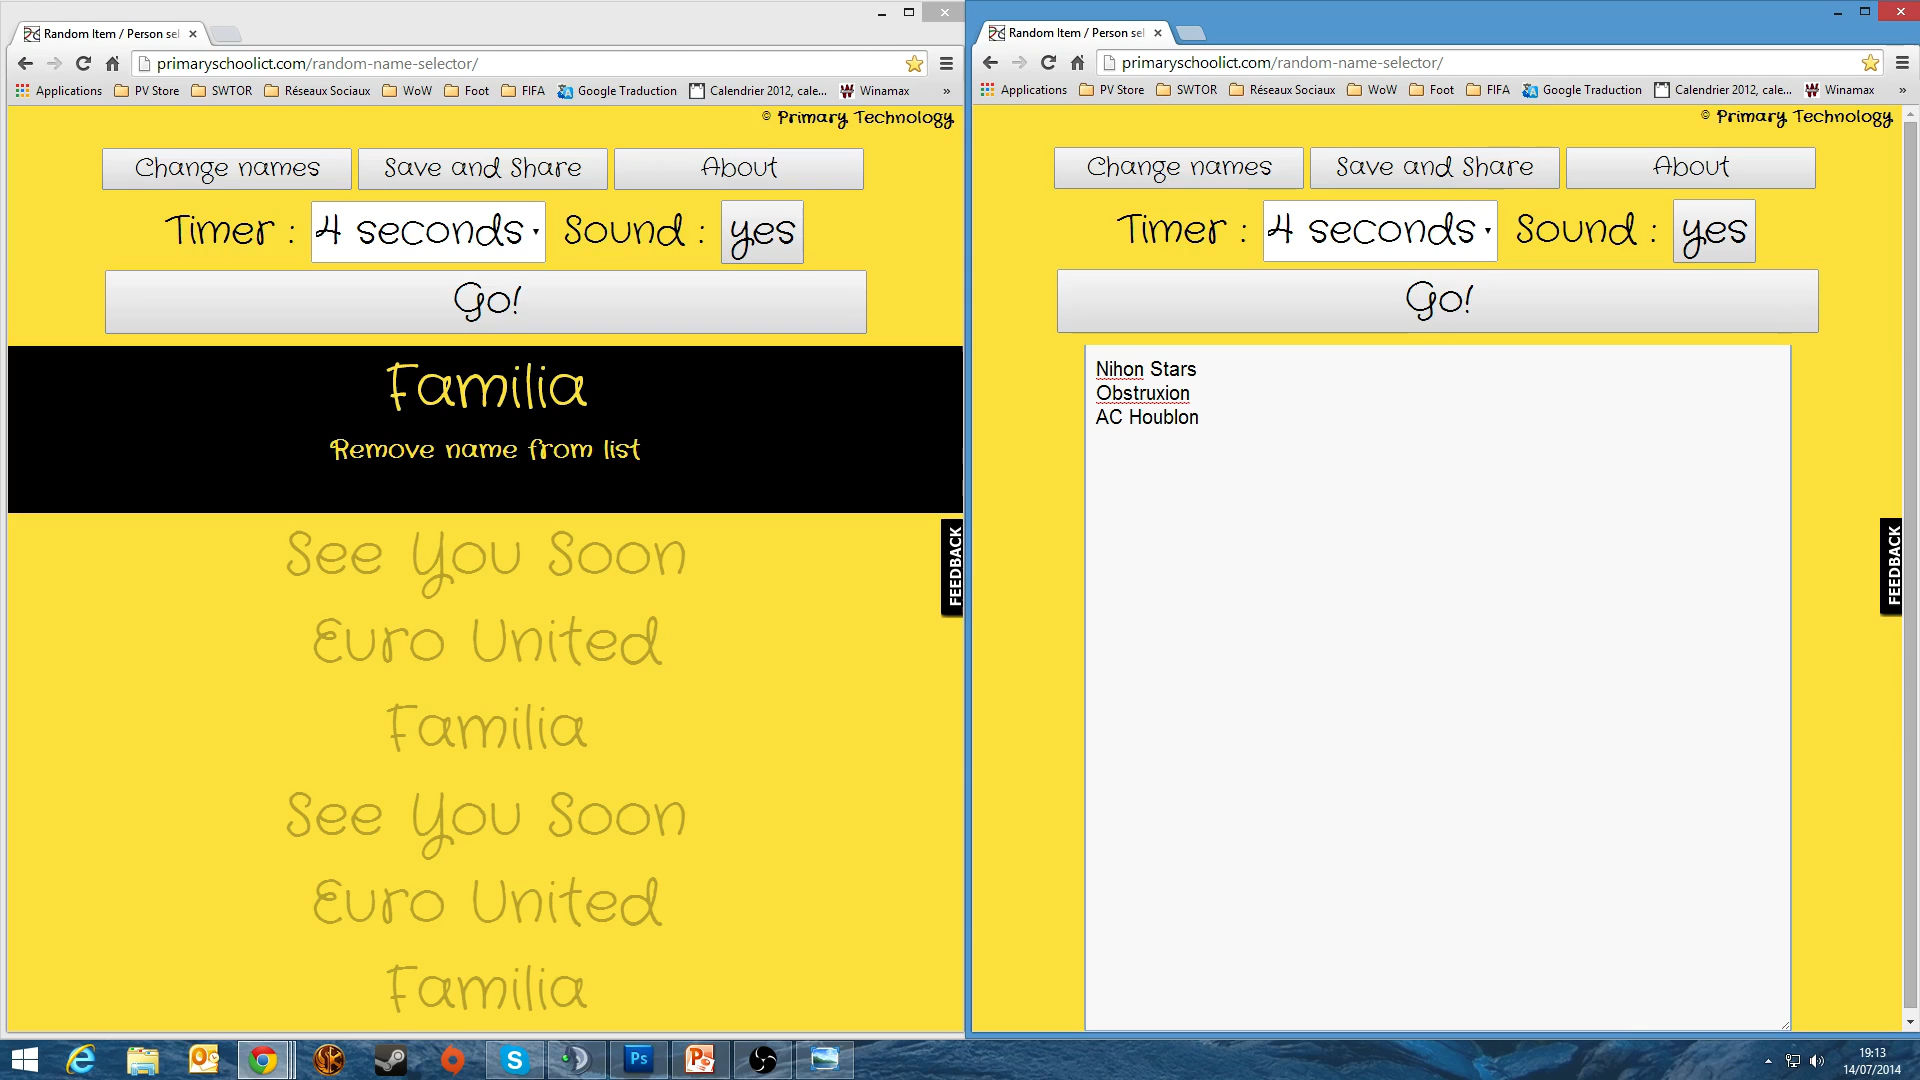 Random Item / Person sel
primaryschoolict.com/random-name-selector/
Applications PV Store SWTOR Réseaux Sociaux WoW Foot FIFA Google Traduction Calendrier 2012, cale... Winamax »
© Primary Technology
Change names Save and Share About
Timer : 4 seconds Sound : yes
Go!
Familia
Remove name from list
See You Soon
Euro United
Familia
See You Soon
Euro United
Familia
FEEDBACK
Random Item / Person sel
primaryschoolict.com/random-name-selector/
Applications PV Store SWTOR Réseaux Sociaux WoW Foot FIFA Google Traduction Calendrier 2012, cale... Winamax »
© Primary Technology
Change names Save and Share About
Timer : 4 seconds Sound : yes
Go!
Nihon Stars
Obstruxion
AC Houblon
FEEDBACK
Ps
19:13
14/07/2014